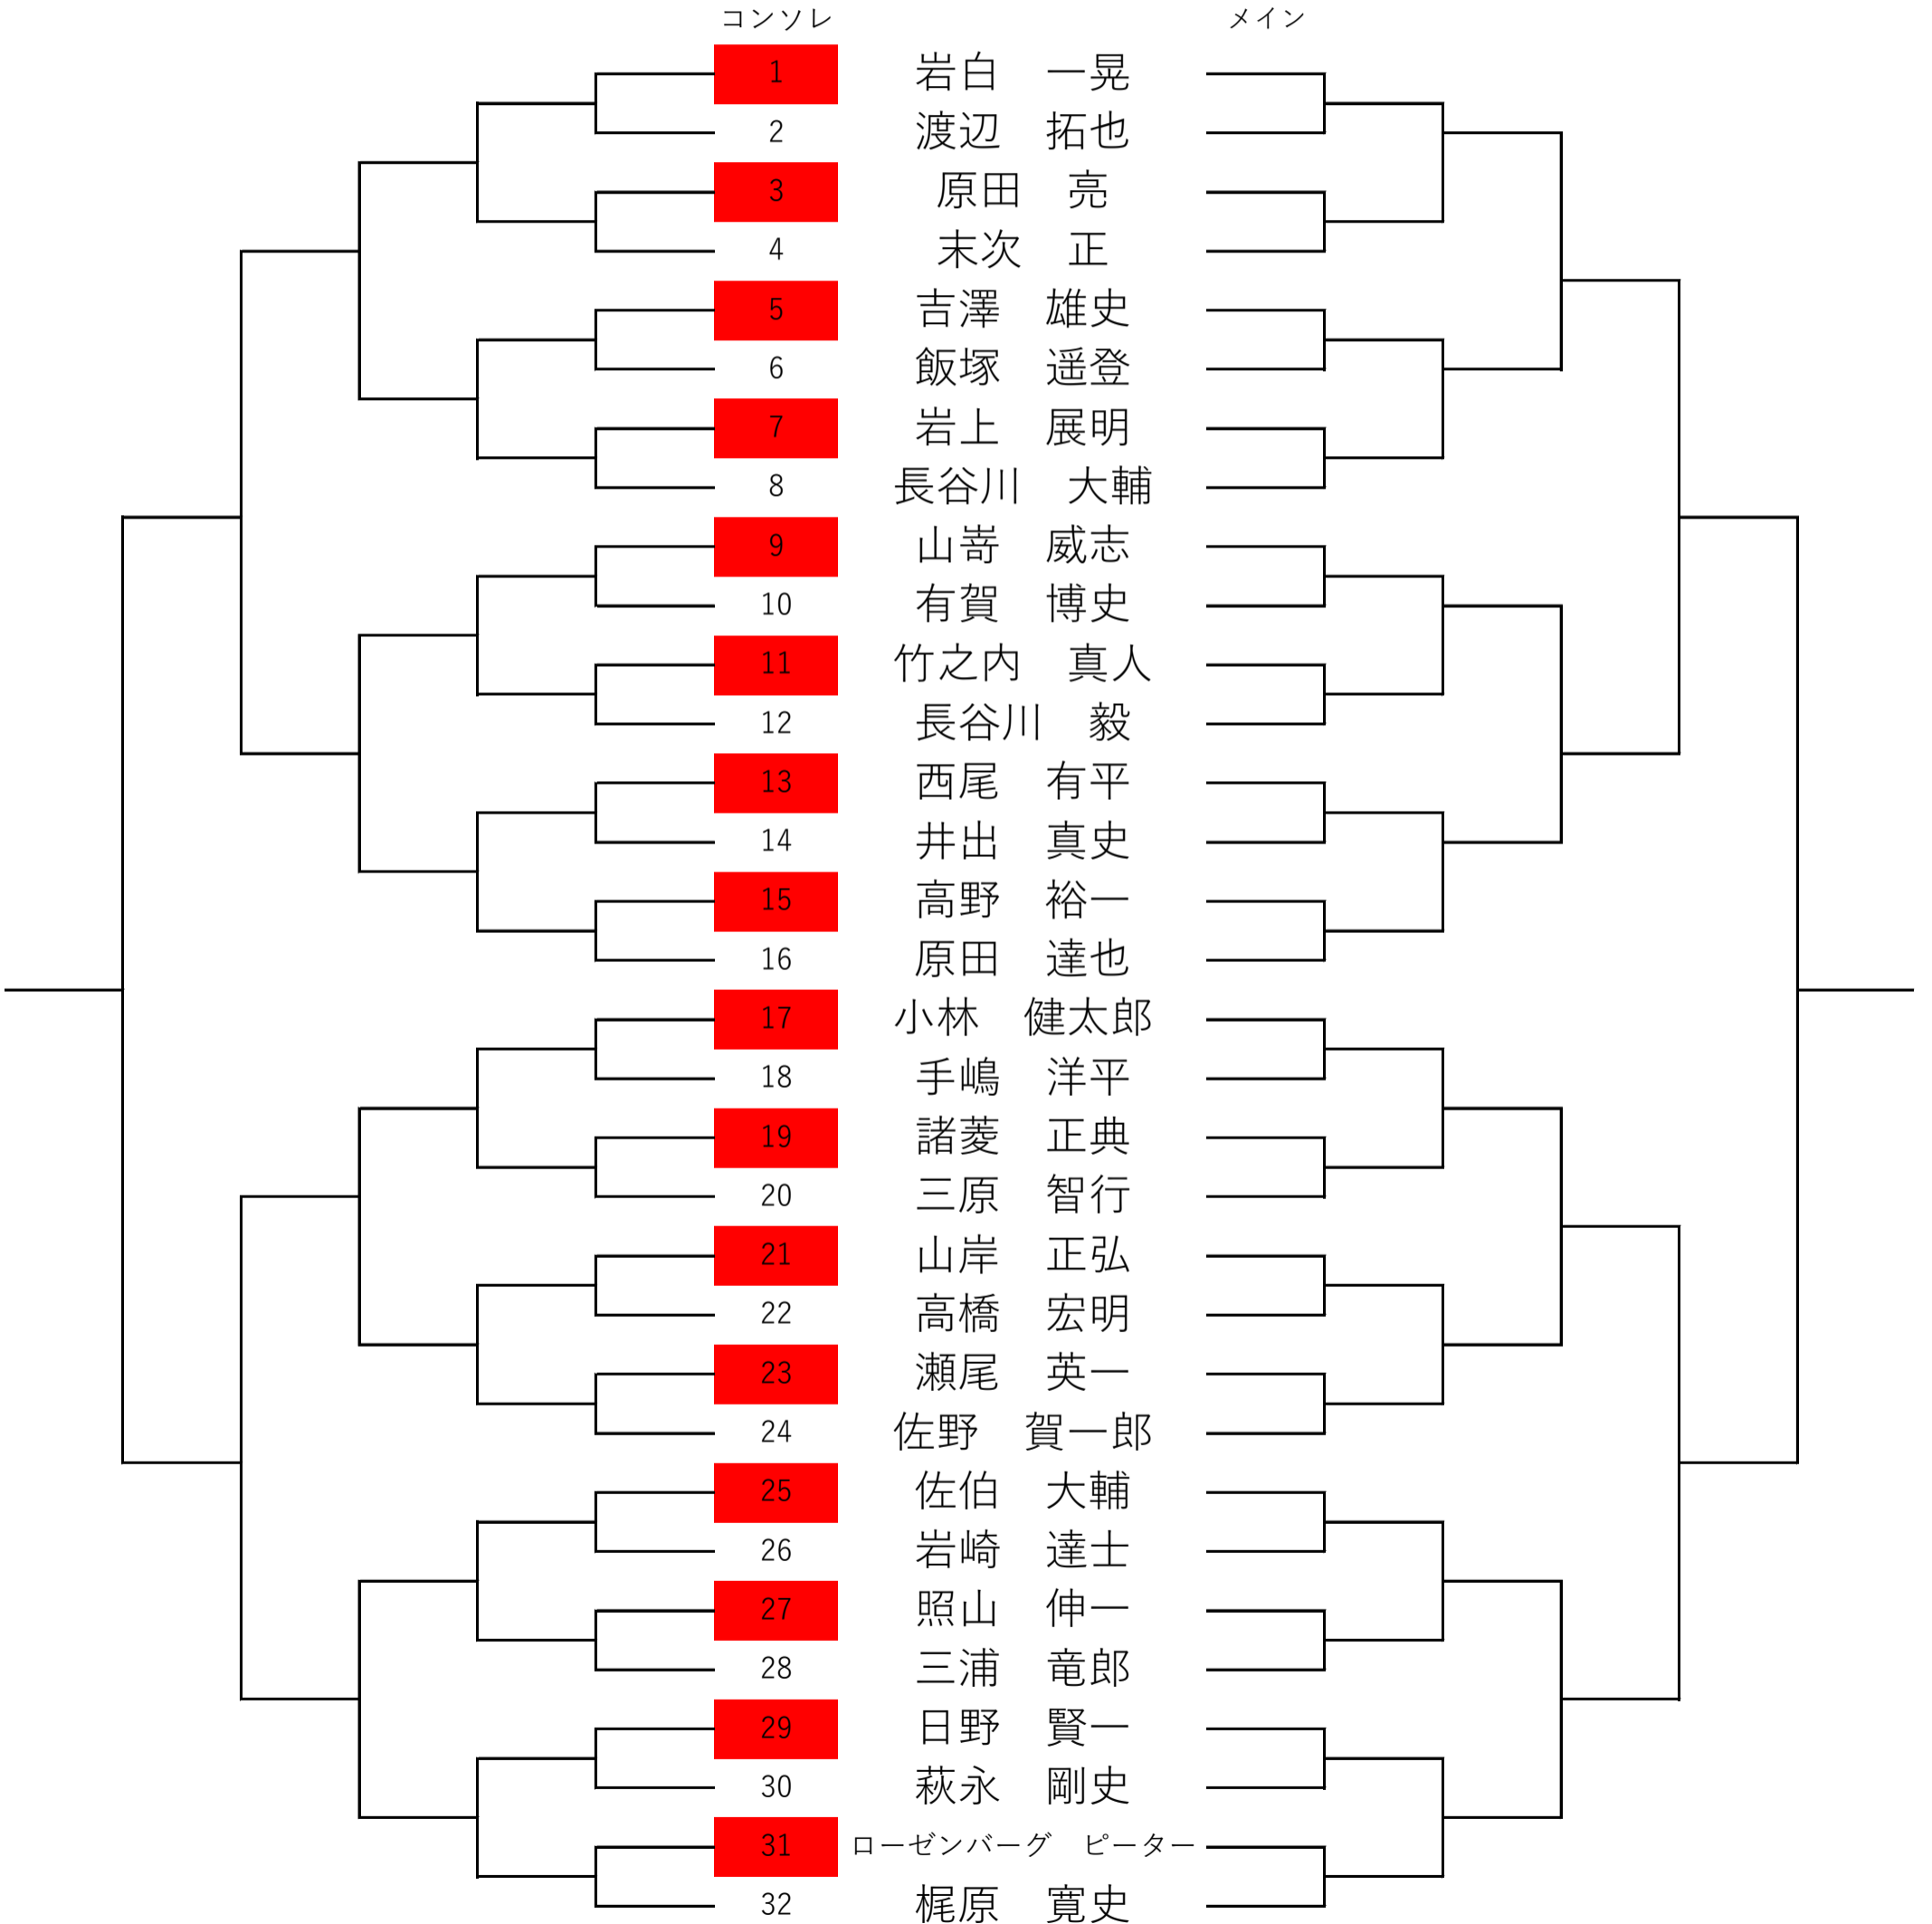 コンソレ メイン
1 岩白 一晃
2 渡辺 拓也
3 原田 亮
4 末次 正
5 吉澤 雄史
6 飯塚 遥登
7 岩上 展明
8 長谷川 大輔
9 山嵜 威志
10 有賀 博史
11 竹之内 真人
12 長谷川 毅
13 西尾 有平
14 井出 真史
15 高野 裕一
16 原田 達也
17 小林 健太郎
18 手嶋 洋平
19 諸菱 正典
20 三原 智行
21 山岸 正弘
22 高橋 宏明
23 瀬尾 英一
24 佐野 賀一郎
25 佐伯 大輔
26 岩崎 達士
27 照山 伸一
28 三浦 竜郎
29 日野 賢一
30 萩永 剛史
31 ローゼンバーグ ピーター
32 梶原 寛史